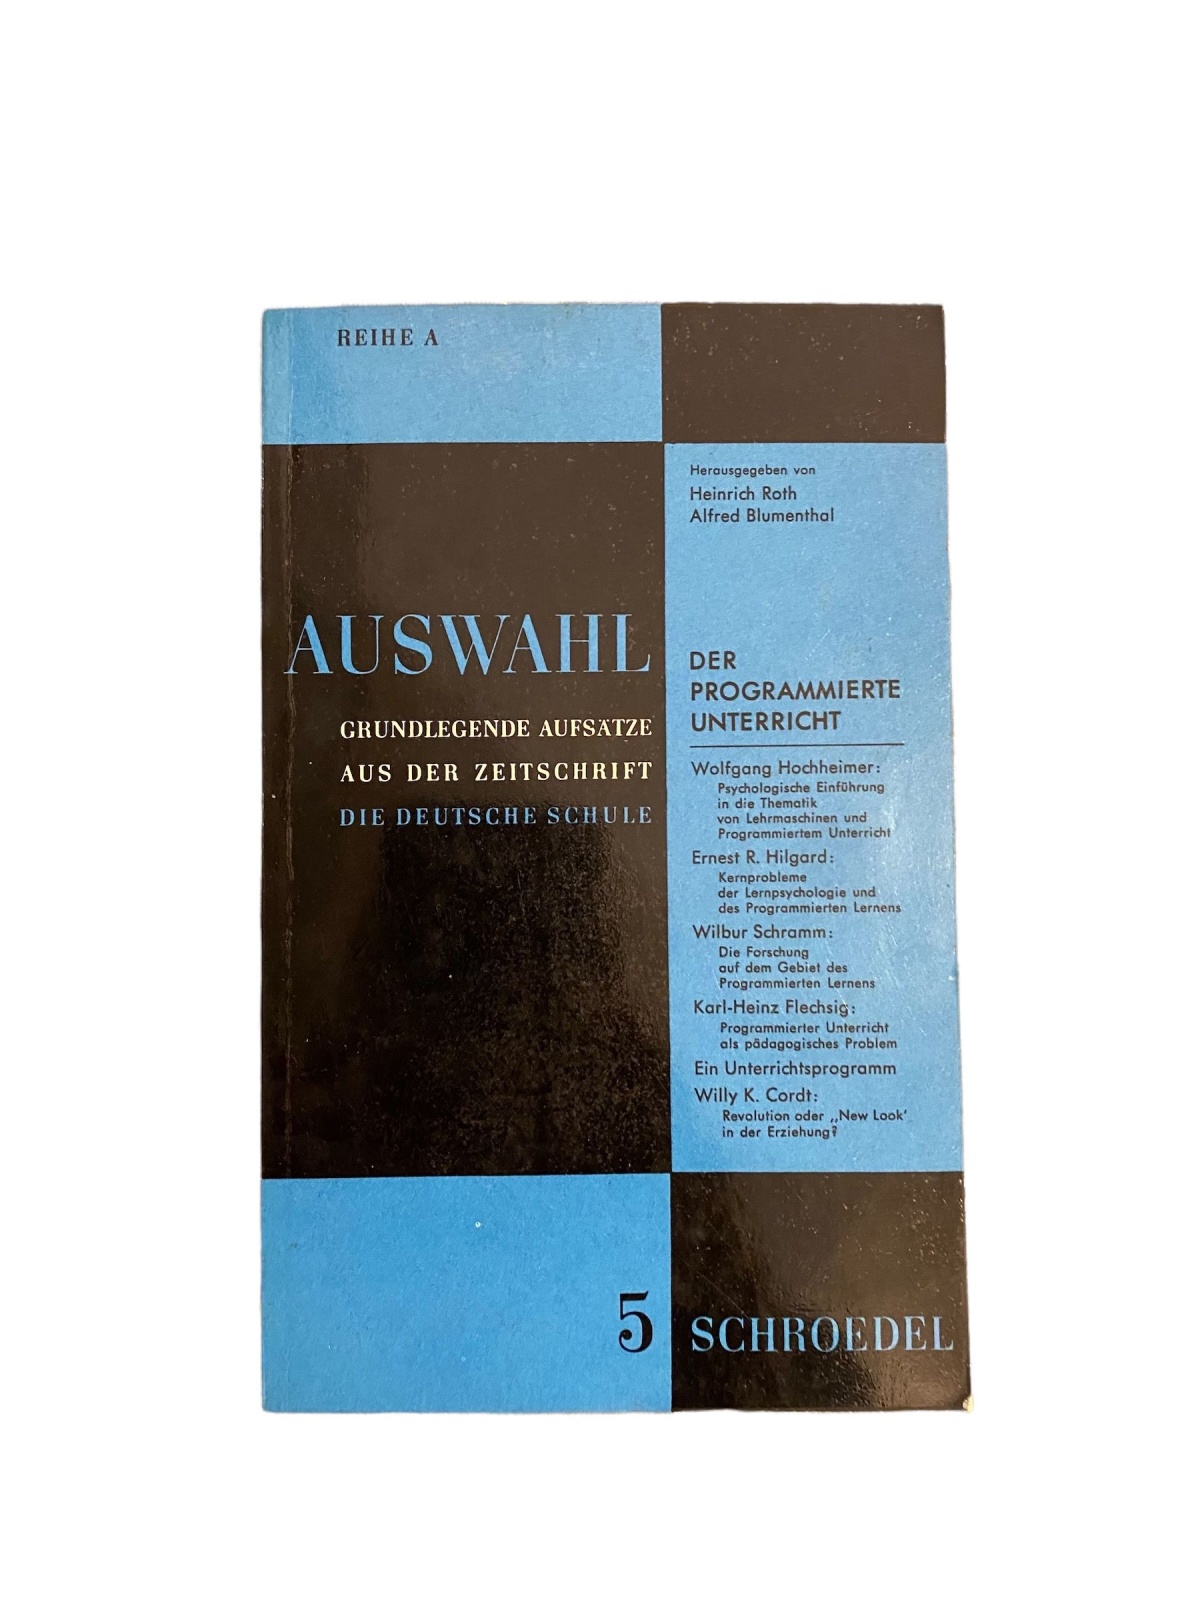 REIHE A
AUSWAHL
GRUNDLEGENDE AUFSÄTZE
AUS DER ZEITSCHRIFT
DIE DEUTSCHE SCHULE
Herausgegeben von
Heinrich Roth
Alfred Blumenthal
DER
PROGRAMMIERTE
UNTERRICHT
Wolfgang Hochheimer:
Psychologische Einführung
in die Thematik
von Lehrmaschinen und
Programmiertem Unterricht
Ernest R. Hilgard:
Kernprobleme
der Lernpsychologie und
des Programmierten Lernens
Wilbur Schramm:
Die Forschung
auf dem Gebiet des
Programmierten Lernens
Karl-Heinz Flechsig:
Programmierter Unterricht
als pädagogisches Problem
Ein Unterrichtsprogramm
Willy K. Cordt:
Revolution oder „New Look'
in der Erziehung?
5
SCHROEDEL